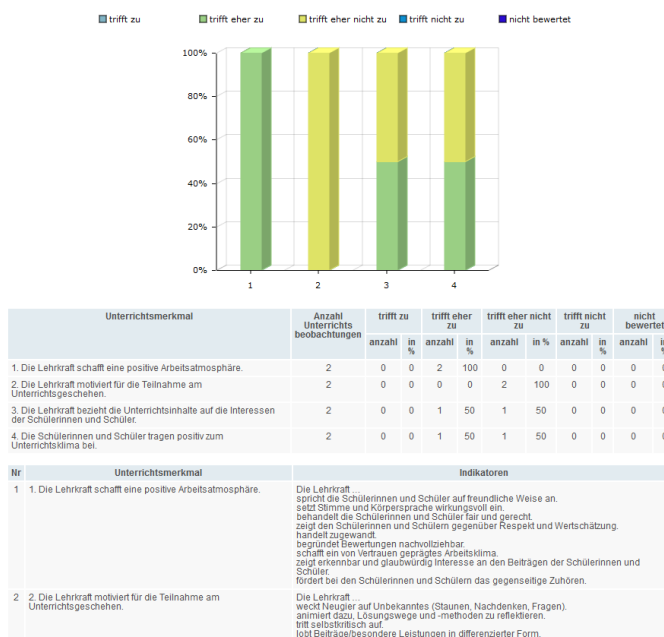 trifft zu trifft eher zu trifft eher nicht zu trifft nicht zu nicht bewertet
100%
80%
60%
40%
20%
0%
1 2 3 4
Unterrichtsmerkmal Anzahl Unterrichts beobachtungen trifft zu trifft eher zu trifft eher nicht zu trifft nicht zu nicht bewertet
anzahl in % anzahl in % anzahl in % anzahl in % anzahl
1. Die Lehrkraft schafft eine positive Arbeitsatmosphäre. 2 0 0 2 100 0 0 0 0 0
2. Die Lehrkraft motiviert für die Teilnahme am
Unterrichtsgeschehen. 2 0 0 0 0 2 100 0 0 0
3. Die Lehrkraft bezieht die Unterrichtsinhalte auf die Interessen
der Schülerinnen und Schüler. 2 0 0 1 50 1 50 0 0 0
4. Die Schülerinnen und Schüler tragen positiv zum
Unterrichtsklima bei. 2 0 0 1 50 1 50 0 0 0
Nr Unterrichtsmerkmal Indikatoren
1 1. Die Lehrkraft schafft eine positive Arbeitsatmosphäre. Die Lehrkraft ...
spricht die Schülerinnen und Schüler auf freundliche Weise an.
setzt Stimme und Körpersprache wirkungsvoll ein.
behandelt die Schülerinnen und Schüler fair und gerecht.
zeigt den Schülerinnen und Schülern gegenüber Respekt und Wertschätzung.
handelt zugewandt.
begründet Bewertungen nachvollziehbar.
schafft ein von Vertrauen geprägtes Arbeitsklima.
zeigt erkennbar und glaubwürdig Interesse an den Beiträgen der Schülerinnen und
Schüler.
fördert bei den Schülerinnen und Schülern das gegenseitige Zuhören.
2 2. Die Lehrkraft motiviert für die Teilnahme am
Unterrichtsgeschehen. Die Lehrkraft ...
weckt Neugier auf Unbekanntes (Staunen, Nachdenken, Fragen).
animiert dazu, Lösungswege und -methoden zu reflektieren.
tritt selbstkritisch auf.
lobt Beiträge/besondere Leistungen in differenzierter Form.